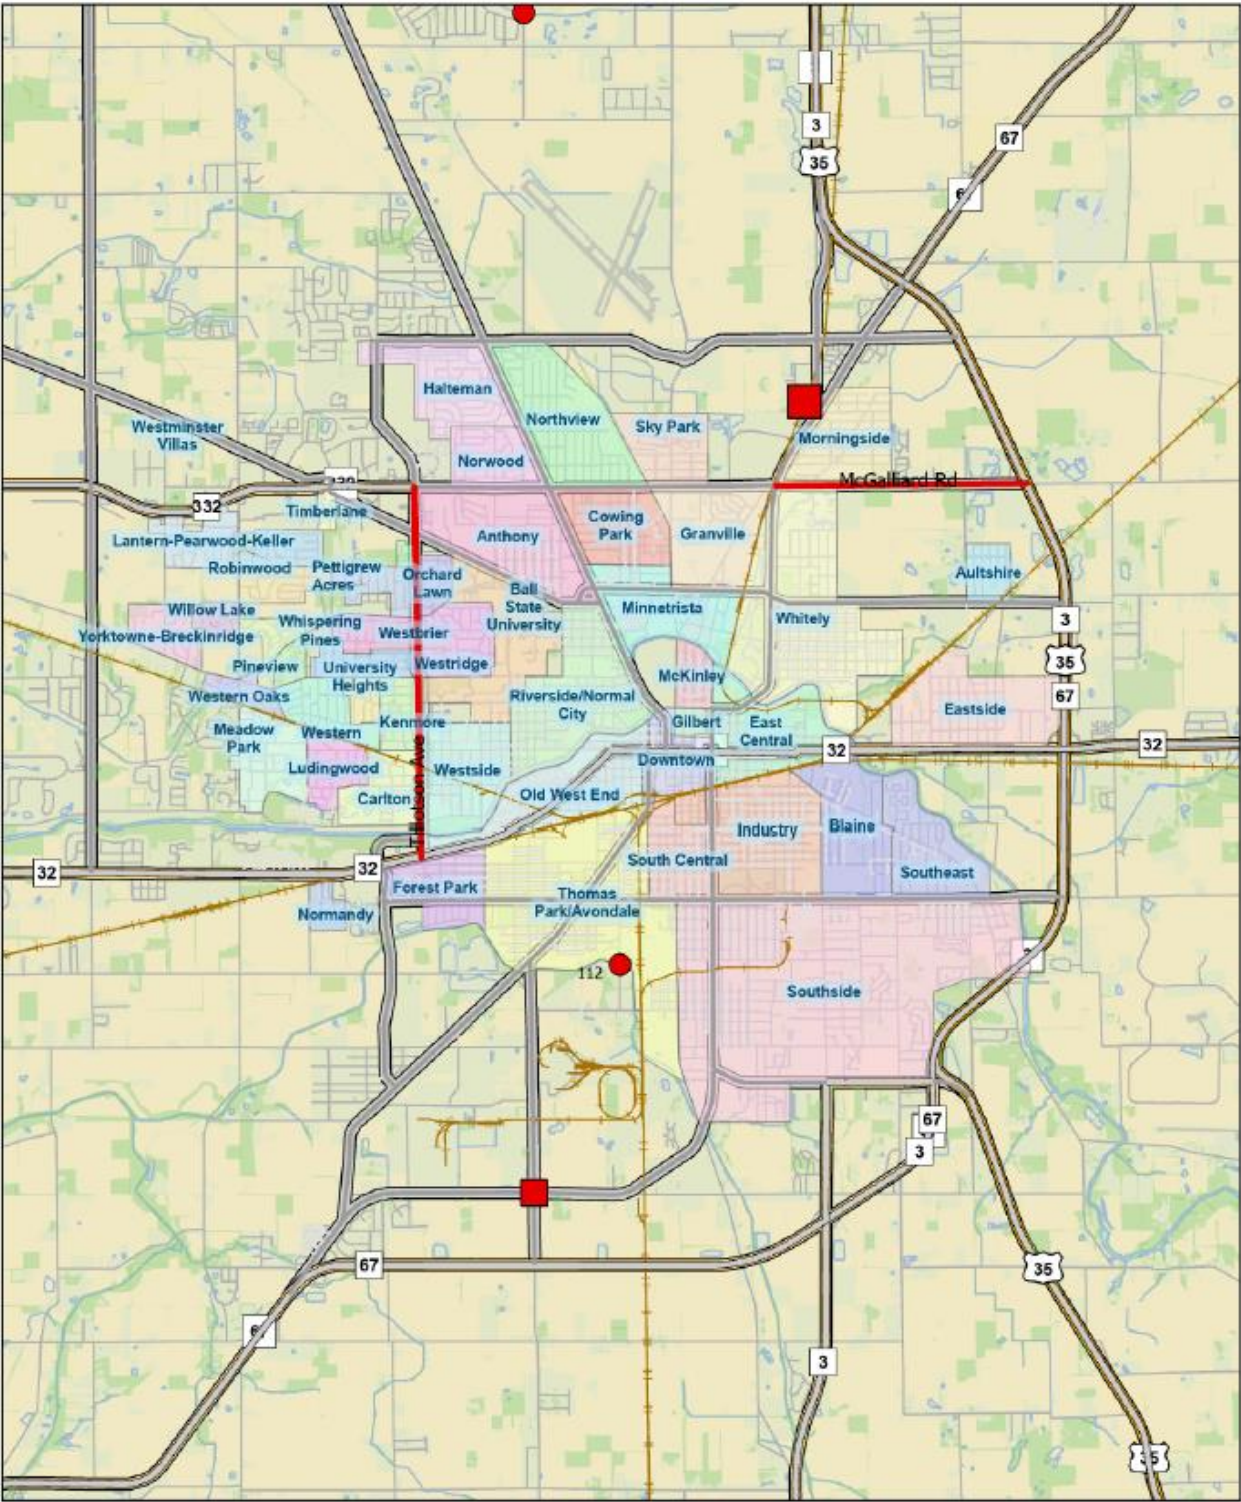 3
35
67
Halteman
Northview
Sky Park
Westminster
Villas
Morningside
Norwood
McGalliard Rd
332
Timberlane
Cowing
Park
Anthony
Granville
Lantern-Pearwood-Keller
Robinwood
Pettigrew
Acres
Orchard
Lawn
Aultshire
Ball
State
University
Willow Lake
Minnetrista
Whispering
Pines
Whitely
3
Yorktowne-Breckinridge
Westbrier
35
Pineview
University
Heights
Westridge
McKinley
67
Western Oaks
Riverside/Normal
City
Eastside
Meadow
Park
Western
Kenmore
Gilbert
East
Central
32
32
Downtown
Ludingwood
Westside
Carlton
Old West End
Industry
Blaine
South Central
32
32
Southeast
Forest Park
Thomas
Park/Avondale
Normandy
112
Southside
67
3
67
35
3
35